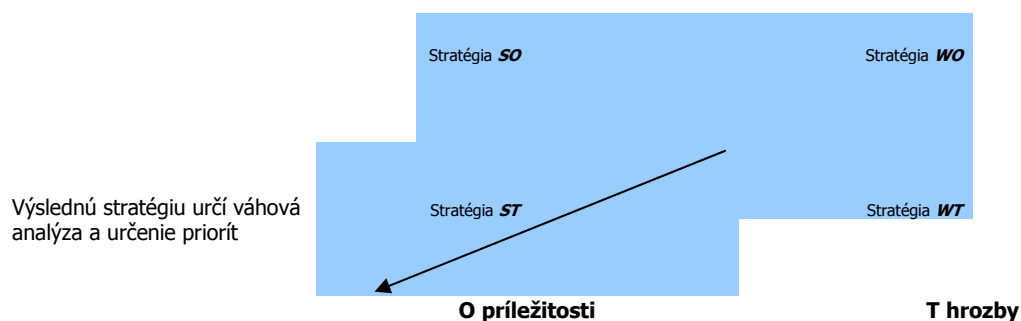 Stratégia SO
Stratégia WO
Výslednú stratégiu určí váhová
analýza a určenie priorít
Stratégia ST
Stratégia WT
O príležitosti
T hrozby